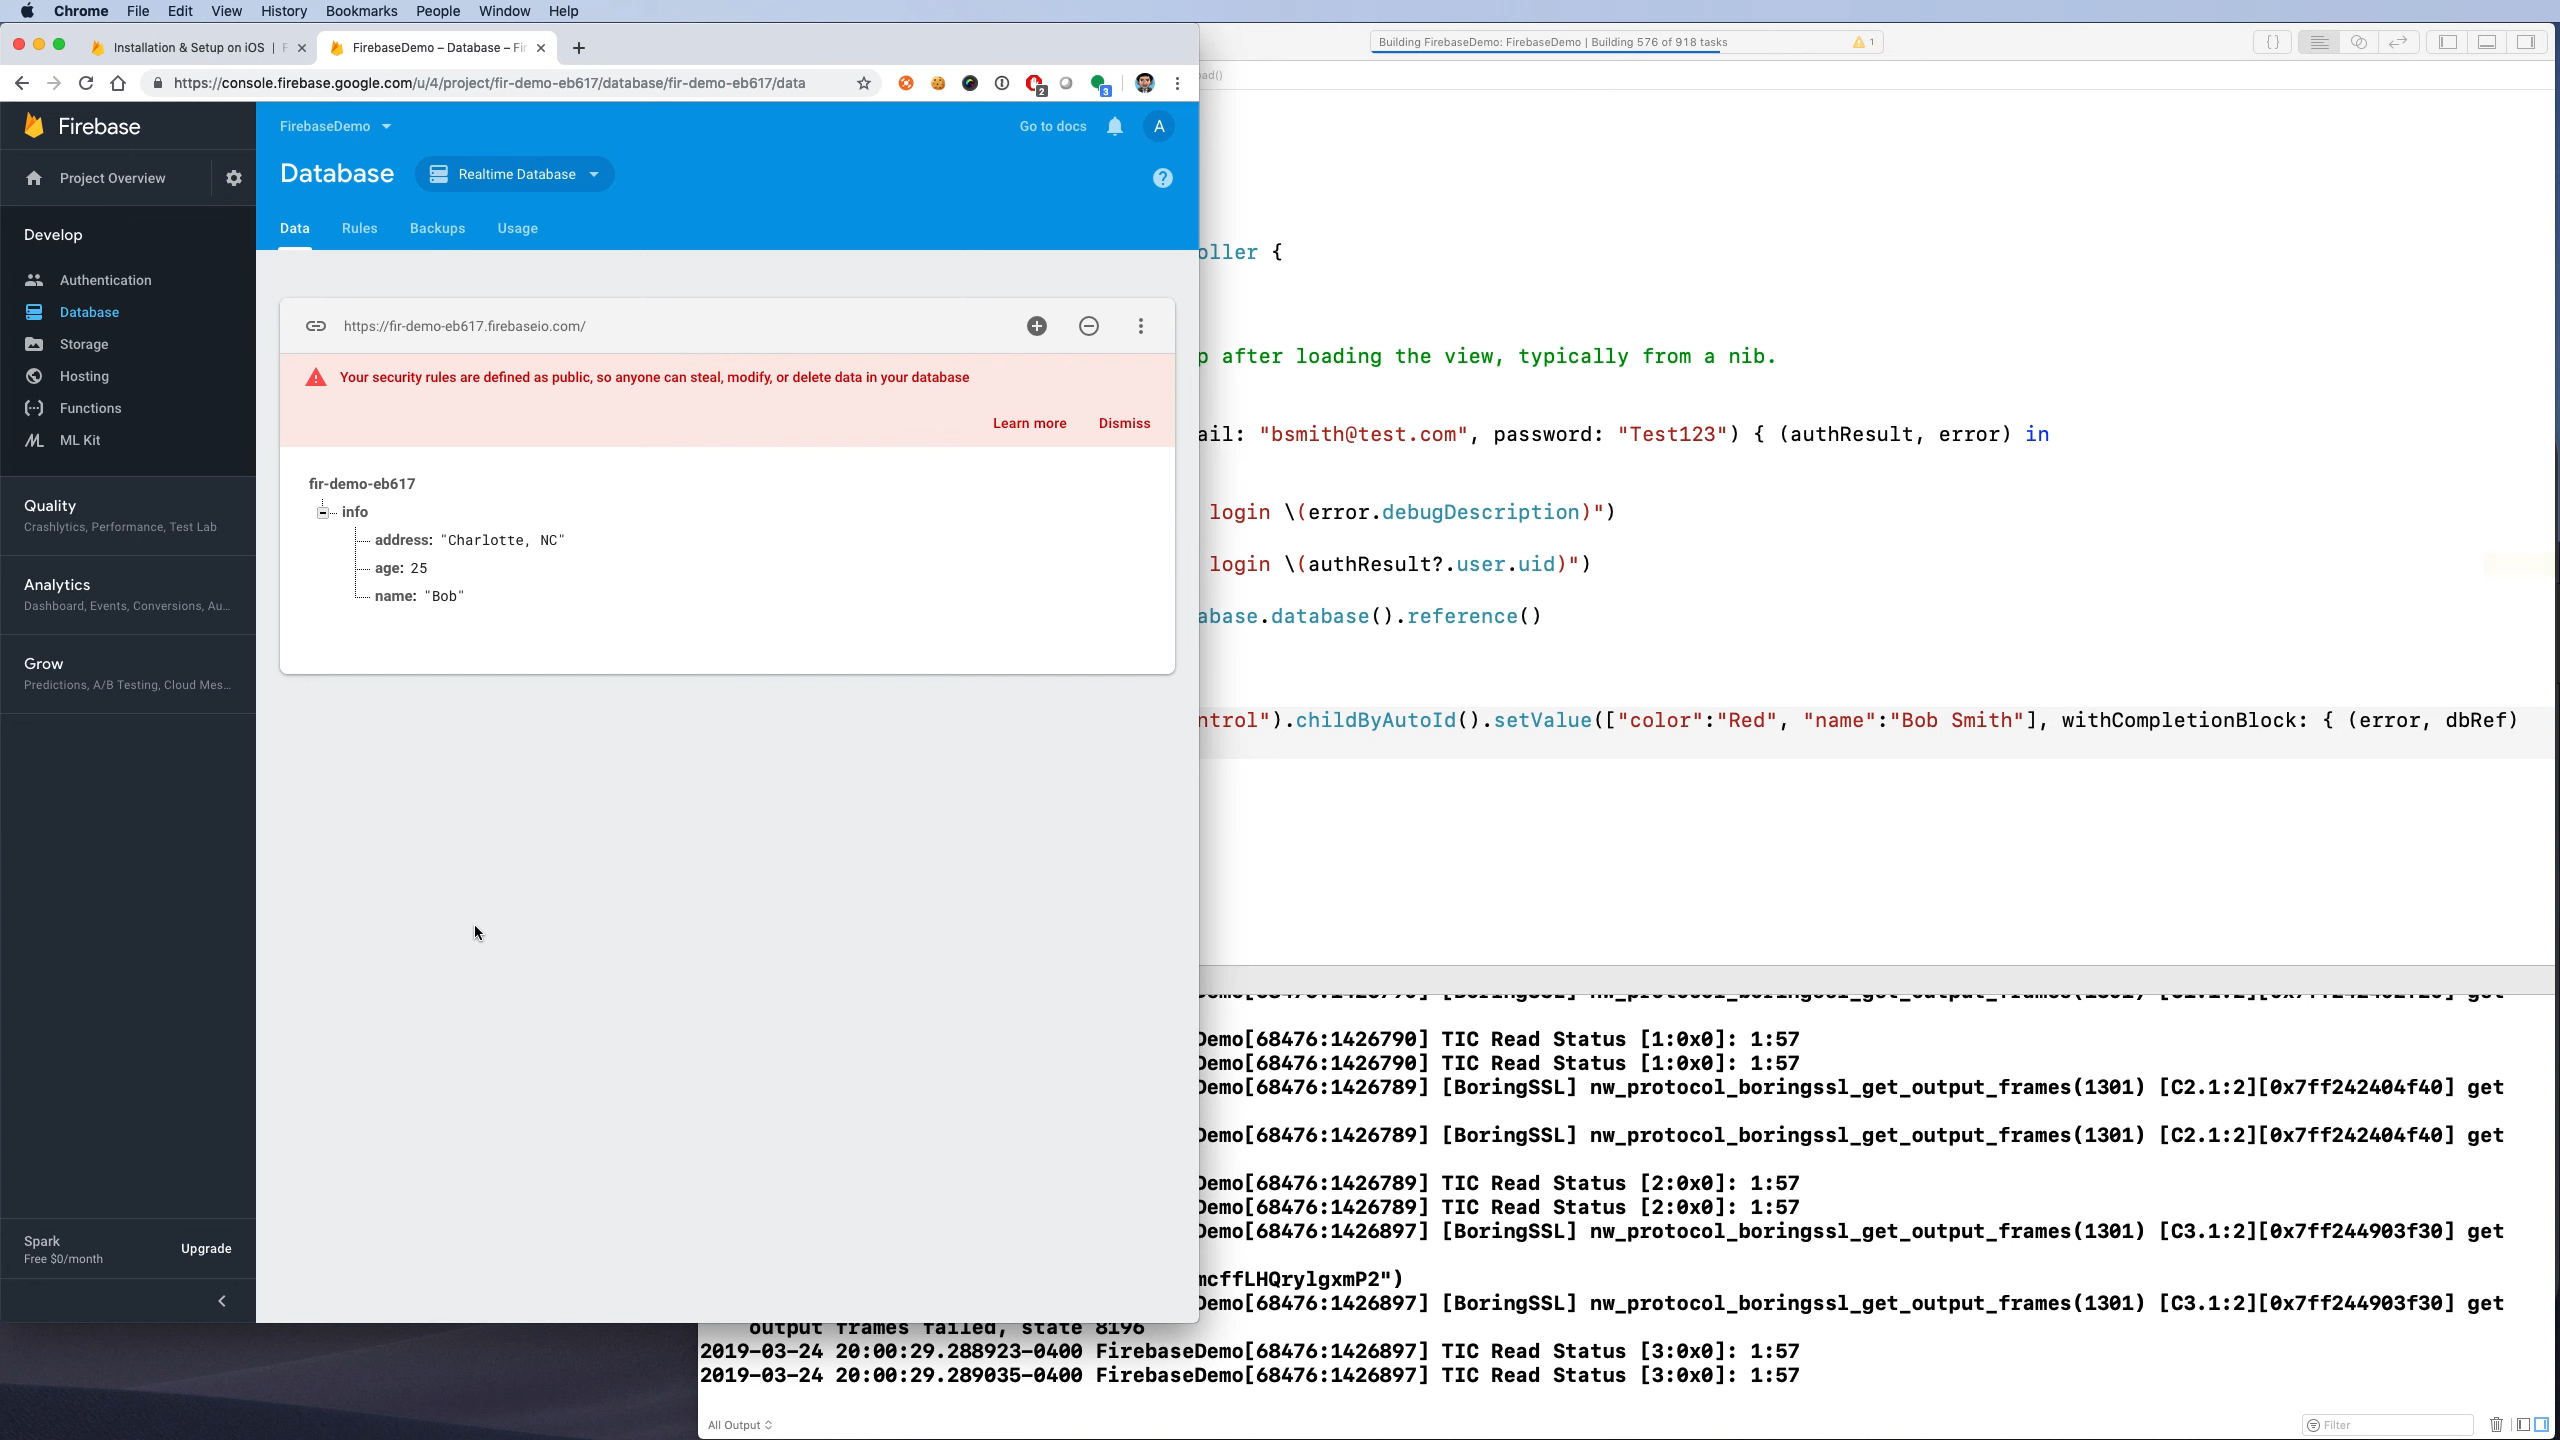 Chrome File Edit View History Bookmarks People Window Help
Installation & Setup on iOS | F
FirebaseDemo – Database – Fir
https://console.firebase.google.com/u/4/project/fir-demo-eb617/database/fir-demo-eb617/data
2
3
Firebase
Project Overview
Develop
Authentication
Database
Storage
Hosting
Functions
ML Kit
Quality
Crashlytics, Performance, Test Lab
Analytics
Dashboard, Events, Conversions, Au...
Grow
Predictions, A/B Testing, Cloud Mes...
Spark
Free $0/month
Upgrade
FirebaseDemo
Go to docs
A
Database
Realtime Database
Data Rules Backups Usage
https://fir-demo-eb617.firebaseio.com/
Your security rules are defined as public, so anyone can steal, modify, or delete data in your database
Learn more Dismiss
fir-demo-eb617
info
address: "Charlotte, NC"
age: 25
name: "Bob"
Building FirebaseDemo: FirebaseDemo | Building 576 of 918 tasks
1
oad()
oller {
p after loading the view, typically from a nib.
ail: "bsmith@test.com", password: "Test123") { (authResult, error) in
login \(error.debugDescription)")
login \(authResult?.user.uid)")
abase.database().reference()
ntrol").childByAutoId().setValue(["color":"Red", "name":"Bob Smith"], withCompletionBlock: { (error, dbRef)
Demo[68476:1426790] TIC Read Status [1:0x0]: 1:57
Demo[68476:1426790] TIC Read Status [1:0x0]: 1:57
Demo[68476:1426789] [BoringSSL] nw_protocol_boringssl_get_output_frames(1301) [C2.1:2][0x7ff242404f40] get
Demo[68476:1426789] [BoringSSL] nw_protocol_boringssl_get_output_frames(1301) [C2.1:2][0x7ff242404f40] get
Demo[68476:1426789] TIC Read Status [2:0x0]: 1:57
Demo[68476:1426789] TIC Read Status [2:0x0]: 1:57
Demo[68476:1426897] [BoringSSL] nw_protocol_boringssl_get_output_frames(1301) [C3.1:2][0x7ff244903f30] get
mcffLHQrylgxmP2")
Demo[68476:1426897] [BoringSSL] nw_protocol_boringssl_get_output_frames(1301) [C3.1:2][0x7ff244903f30] get
output frames failed, state 8196
2019-03-24 20:00:29.288923-0400 FirebaseDemo[68476:1426897] TIC Read Status [3:0x0]: 1:57
2019-03-24 20:00:29.289035-0400 FirebaseDemo[68476:1426897] TIC Read Status [3:0x0]: 1:57
All Output
Filter